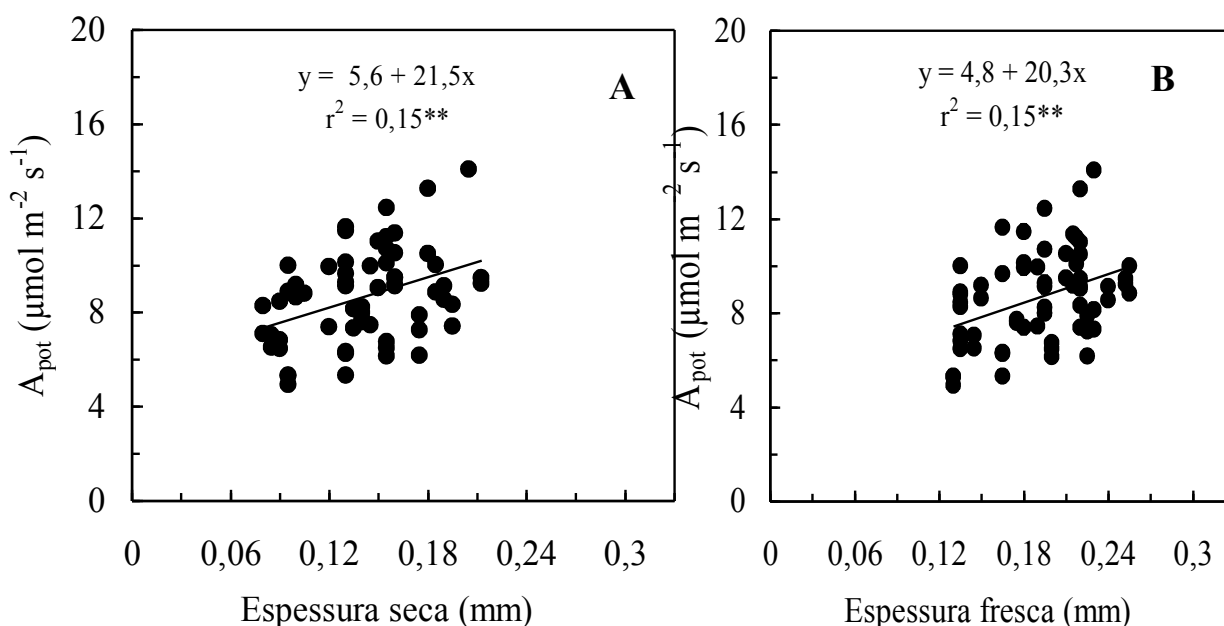 y = 5,6 + 21,5x
r² = 0,15**
A
20
16
12
8
4
0
A_pot (µmol m⁻² s⁻¹)
0 0,06 0,12 0,18 0,24 0,3
Espessura seca (mm)
y = 4,8 + 20,3x
r² = 0,15**
B
20
16
12
8
4
0
A_pot (µmol m⁻² s⁻¹)
0 0,06 0,12 0,18 0,24 0,3
Espessura fresca (mm)